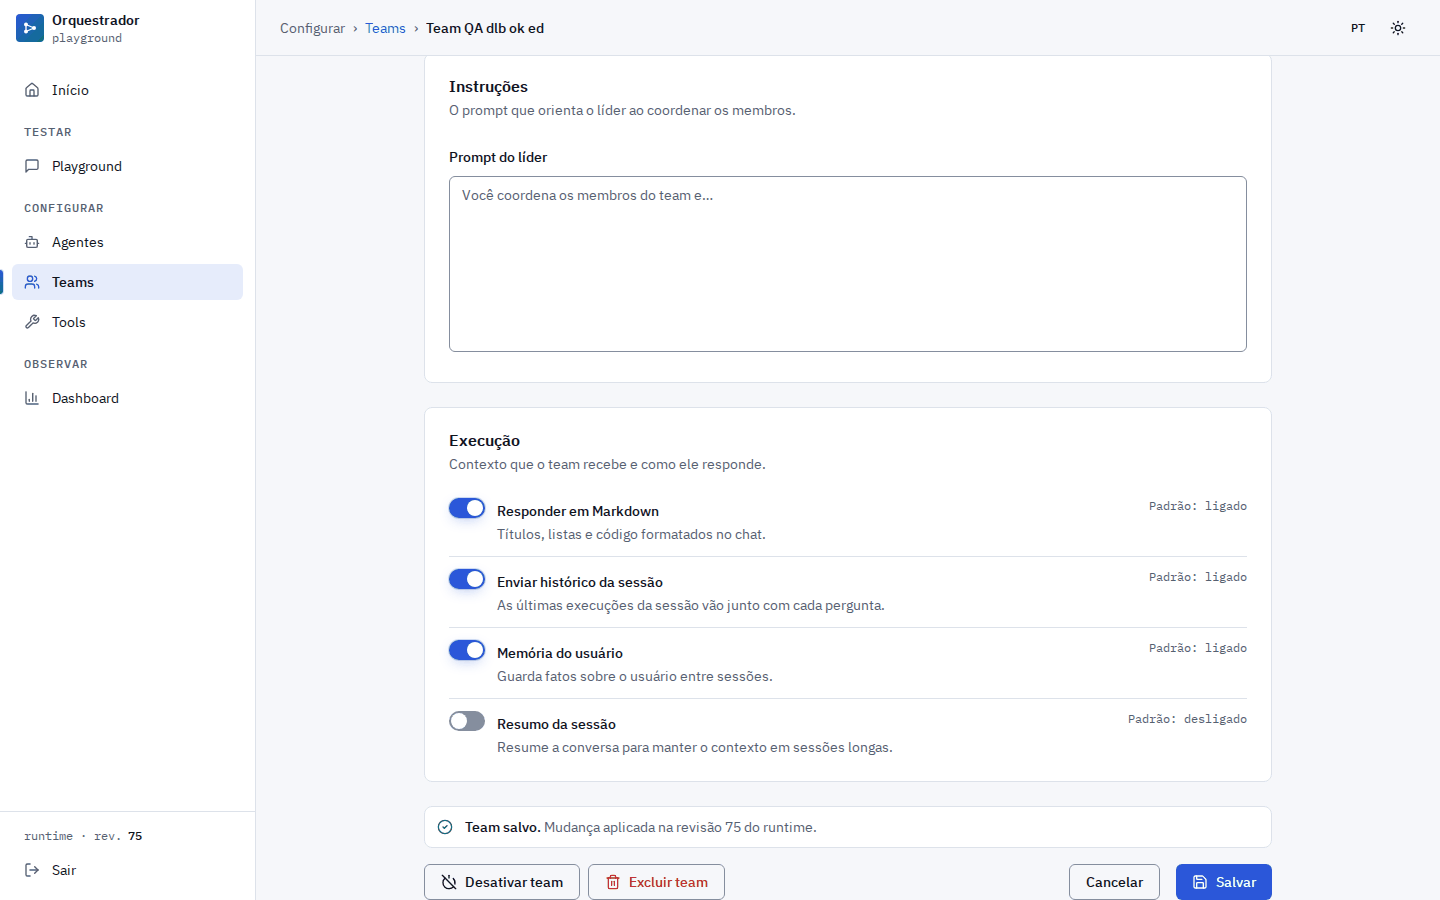 Orquestrador
playground
Início
TESTAR
Playground
CONFIGURAR
Agentes
Teams
Tools
OBSERVAR
Dashboard
runtime · rev. 75
Sair
Configurar › Teams › Team QA dlb ok ed
PT
Instruções
O prompt que orienta o líder ao coordenar os membros.
Prompt do líder
Você coordena os membros do team e...
Execução
Contexto que o team recebe e como ele responde.
Responder em Markdown
Padrão: ligado
Títulos, listas e código formatados no chat.
Enviar histórico da sessão
Padrão: ligado
As últimas execuções da sessão vão junto com cada pergunta.
Memória do usuário
Padrão: ligado
Guarda fatos sobre o usuário entre sessões.
Resumo da sessão
Padrão: desligado
Resume a conversa para manter o contexto em sessões longas.
Team salvo. Mudança aplicada na revisão 75 do runtime.
Desativar team
Excluir team
Cancelar
Salvar